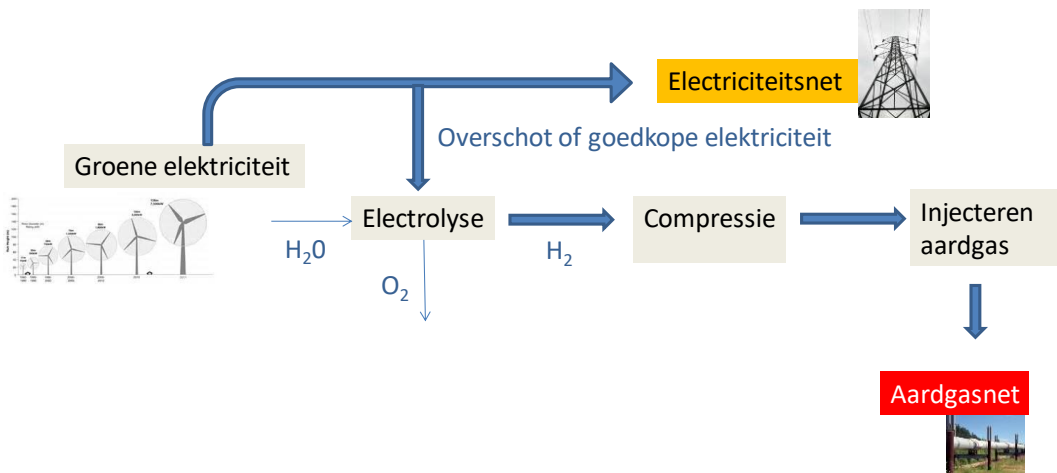 Electriciteitsnet
Overschot of goedkope elektriciteit
Groene elektriciteit
Electrolyse
Compressie
Injecteren
aardgas
H₂0
H₂
O₂
Aardgasnet